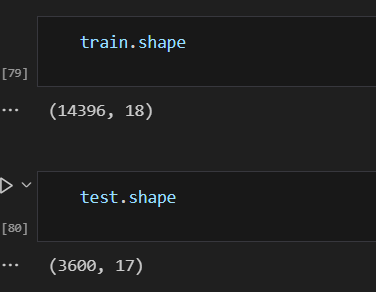 train.shape
[79]
... (14396, 18)
test.shape
[80]
... (3600, 17)